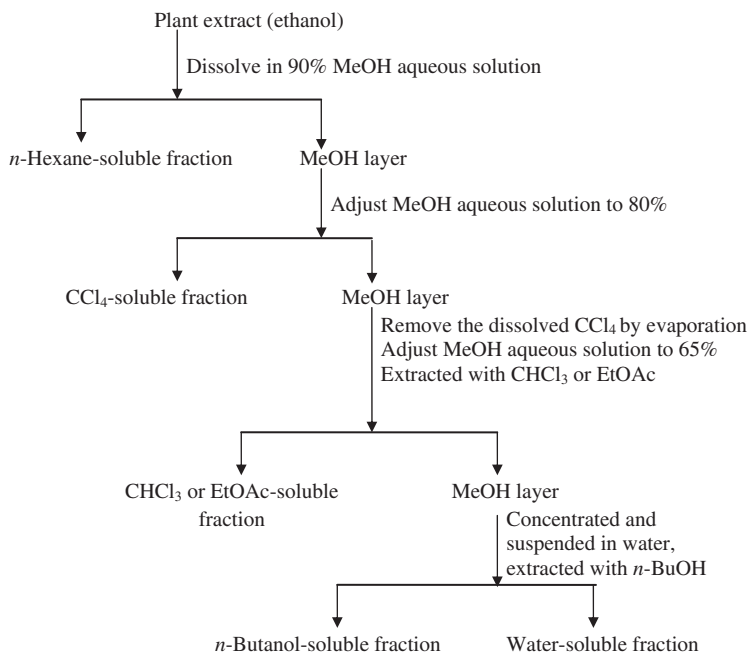 Plant extract (ethanol)
Dissolve in 90% MeOH aqueous solution
n-Hexane-soluble fraction
MeOH layer
Adjust MeOH aqueous solution to 80%
CCl₄-soluble fraction
MeOH layer
Remove the dissolved CCl₄ by evaporation
Adjust MeOH aqueous solution to 65%
Extracted with CHCl₃ or EtOAc
CHCl₃ or EtOAc-soluble
fraction
MeOH layer
Concentrated and
suspended in water,
extracted with n-BuOH
n-Butanol-soluble fraction
Water-soluble fraction